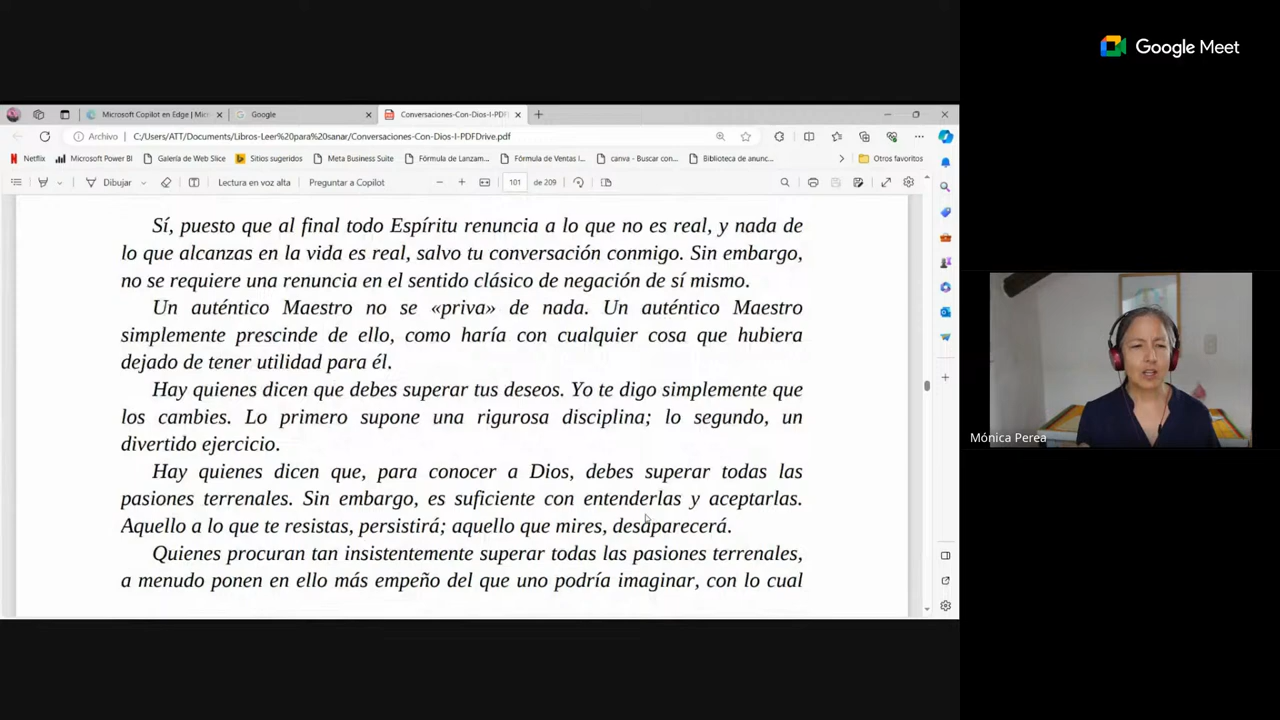 Google Meet
Microsoft Copilot en Edge | Mic
Google
Conversaciones-Con-Dios-I-PDFD
Archivo
C:/Users/ATT/Documents/Libros-Leer%20para%20sanar/Conversaciones-Con-Dios-I-PDFDrive.pdf
Netflix
Microsoft Power BI
Galería de Web Slice
Sitios sugeridos
Meta Business Suite
Fórmula de Lanzam...
Fórmula de Ventas I...
canva - Buscar con...
Biblioteca de anunc...
Otros favoritos
Dibujar
Lectura en voz alta
Preguntar a Copilot
101
de 209
Sí, puesto que al final todo Espíritu renuncia a lo que no es real, y nada de
lo que alcanzas en la vida es real, salvo tu conversación conmigo. Sin embargo,
no se requiere una renuncia en el sentido clásico de negación de sí mismo.
Un auténtico Maestro no se «priva» de nada. Un auténtico Maestro
simplemente prescinde de ello, como haría con cualquier cosa que hubiera
dejado de tener utilidad para él.
Hay quienes dicen que debes superar tus deseos. Yo te digo simplemente que
los cambies. Lo primero supone una rigurosa disciplina; lo segundo, un
divertido ejercicio.
Hay quienes dicen que, para conocer a Dios, debes superar todas las
pasiones terrenales. Sin embargo, es suficiente con entenderlas y aceptarlas.
Aquello a lo que te resistas, persistirá; aquello que mires, desaparecerá.
Quienes procuran tan insistentemente superar todas las pasiones terrenales,
a menudo ponen en ello más empeño del que uno podría imaginar, con lo cual
Mónica Perea